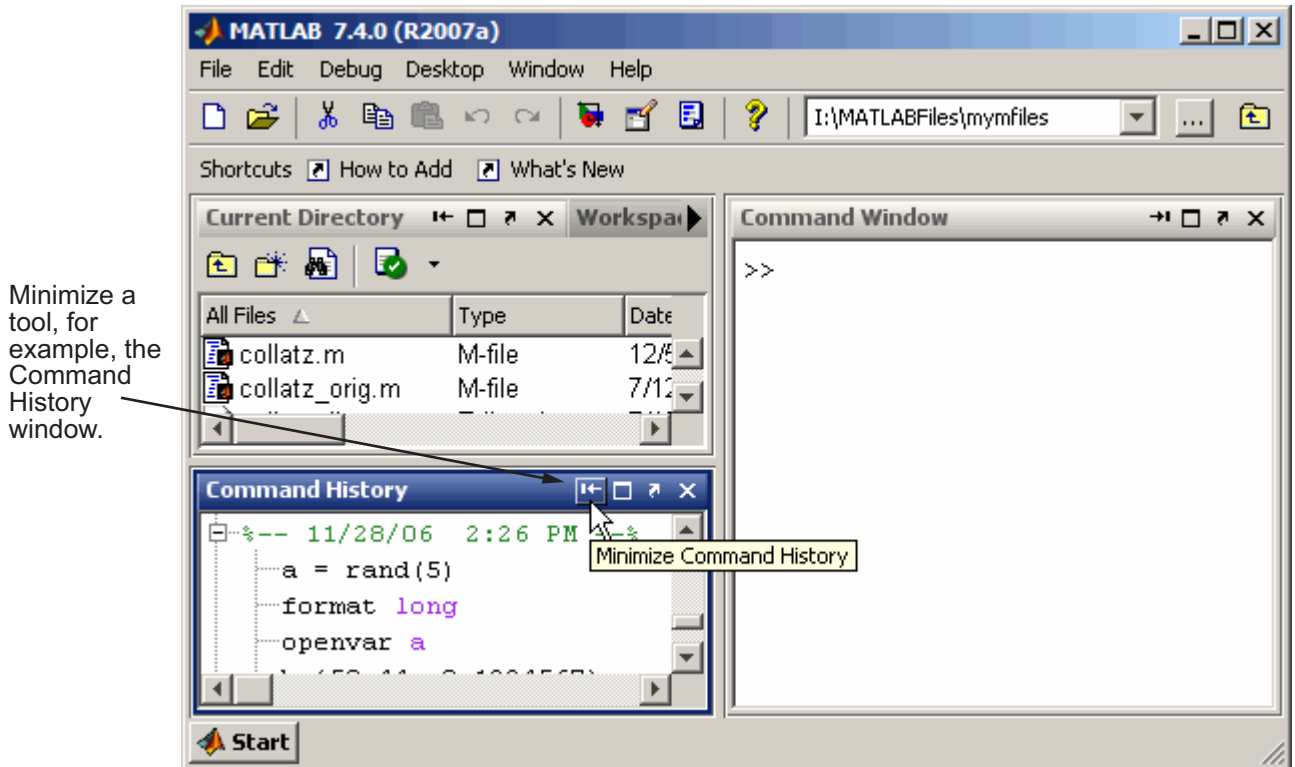 MATLAB 7.4.0 (R2007a)
File Edit Debug Desktop Window Help
I:\MATLABFiles\mymfiles ...
Shortcuts How to Add What's New
Current Directory
Command Window
>>
All Files Type
collatz.m M-file
collatz_orig.m M-file
Minimize a
tool, for
example, the
Command
History
window.
Command History
%-- 11/28/06 2:26 PM --%
Minimize Command History
a = rand(5)
format long
openvar a
Start